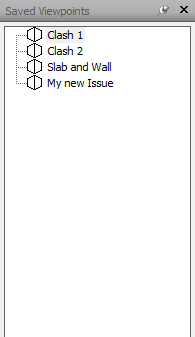 Saved Viewpoints
Clash 1
Clash 2
Slab and Wall
My new Issue